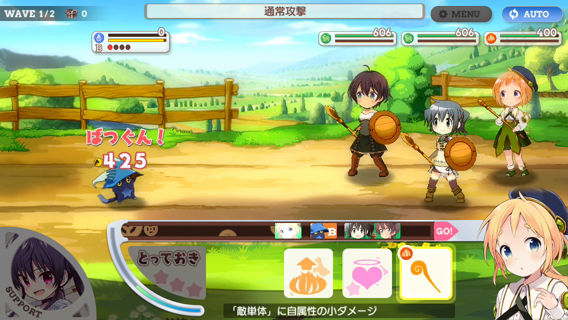 WAVE 1/2
0
通常攻撃
MENU
AUTO
0
B
606
606
400
ばつぐん!
425
B
GO!
とっておき
SUPPORT
「敵単体」に自属性の小ダメージ